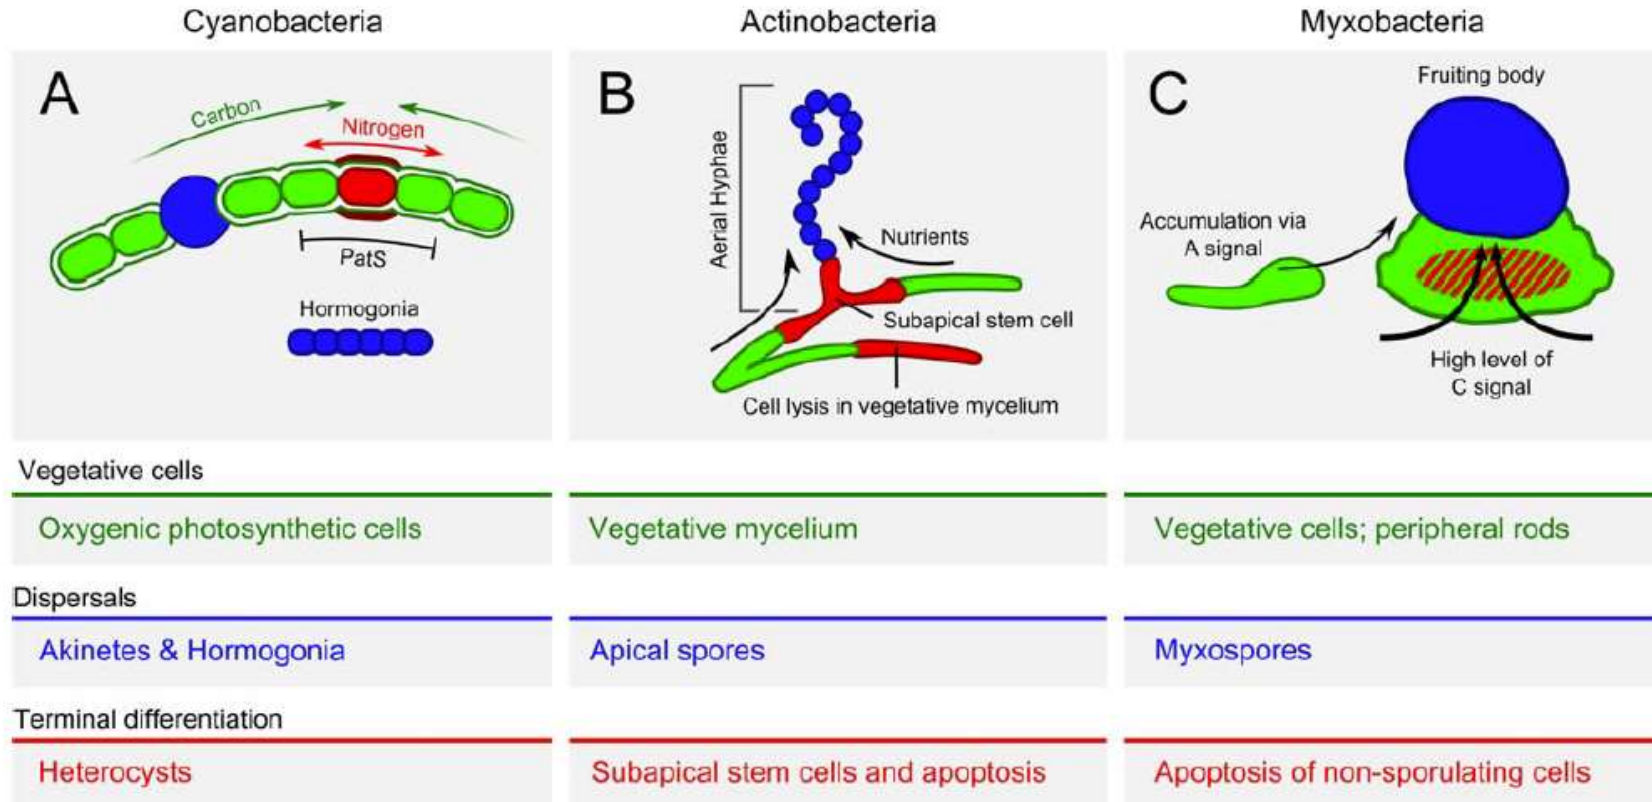 Cyanobacteria
Actinobacteria
Myxobacteria
A
Carbon
Nitrogen
PatS
Hormogonia
B
Aerial Hyphae
Nutrients
Subapical stem cell
Cell lysis in vegetative mycelium
C
Fruiting body
Accumulation via
A signal
High level of
C signal
Vegetative cells
Oxygenic photosynthetic cells
Vegetative mycelium
Vegetative cells; peripheral rods
Dispersals
Akinetes & Hormogonia
Apical spores
Myxospores
Terminal differentiation
Heterocysts
Subapical stem cells and apoptosis
Apoptosis of non-sporulating cells